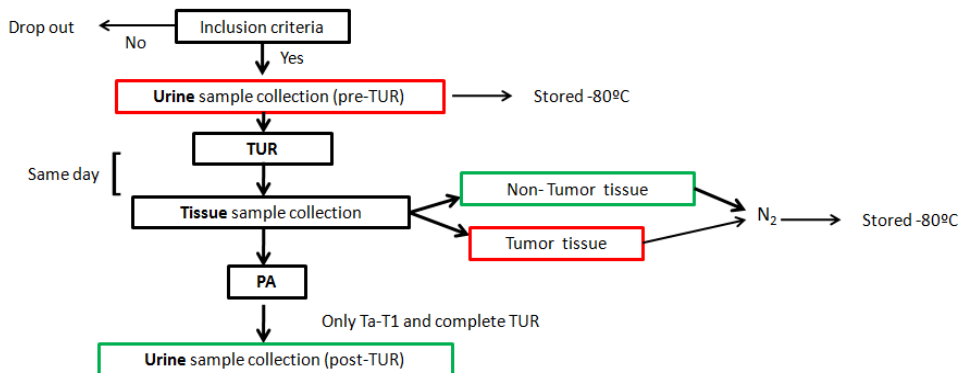 Drop out
Inclusion criteria
No
Yes
Urine sample collection (pre-TUR)
Stored -80ºC
TUR
Same day
Non- Tumor tissue
Tissue sample collection
N₂
Stored -80ºC
Tumor tissue
PA
Only Ta-T1 and complete TUR
Urine sample collection (post-TUR)